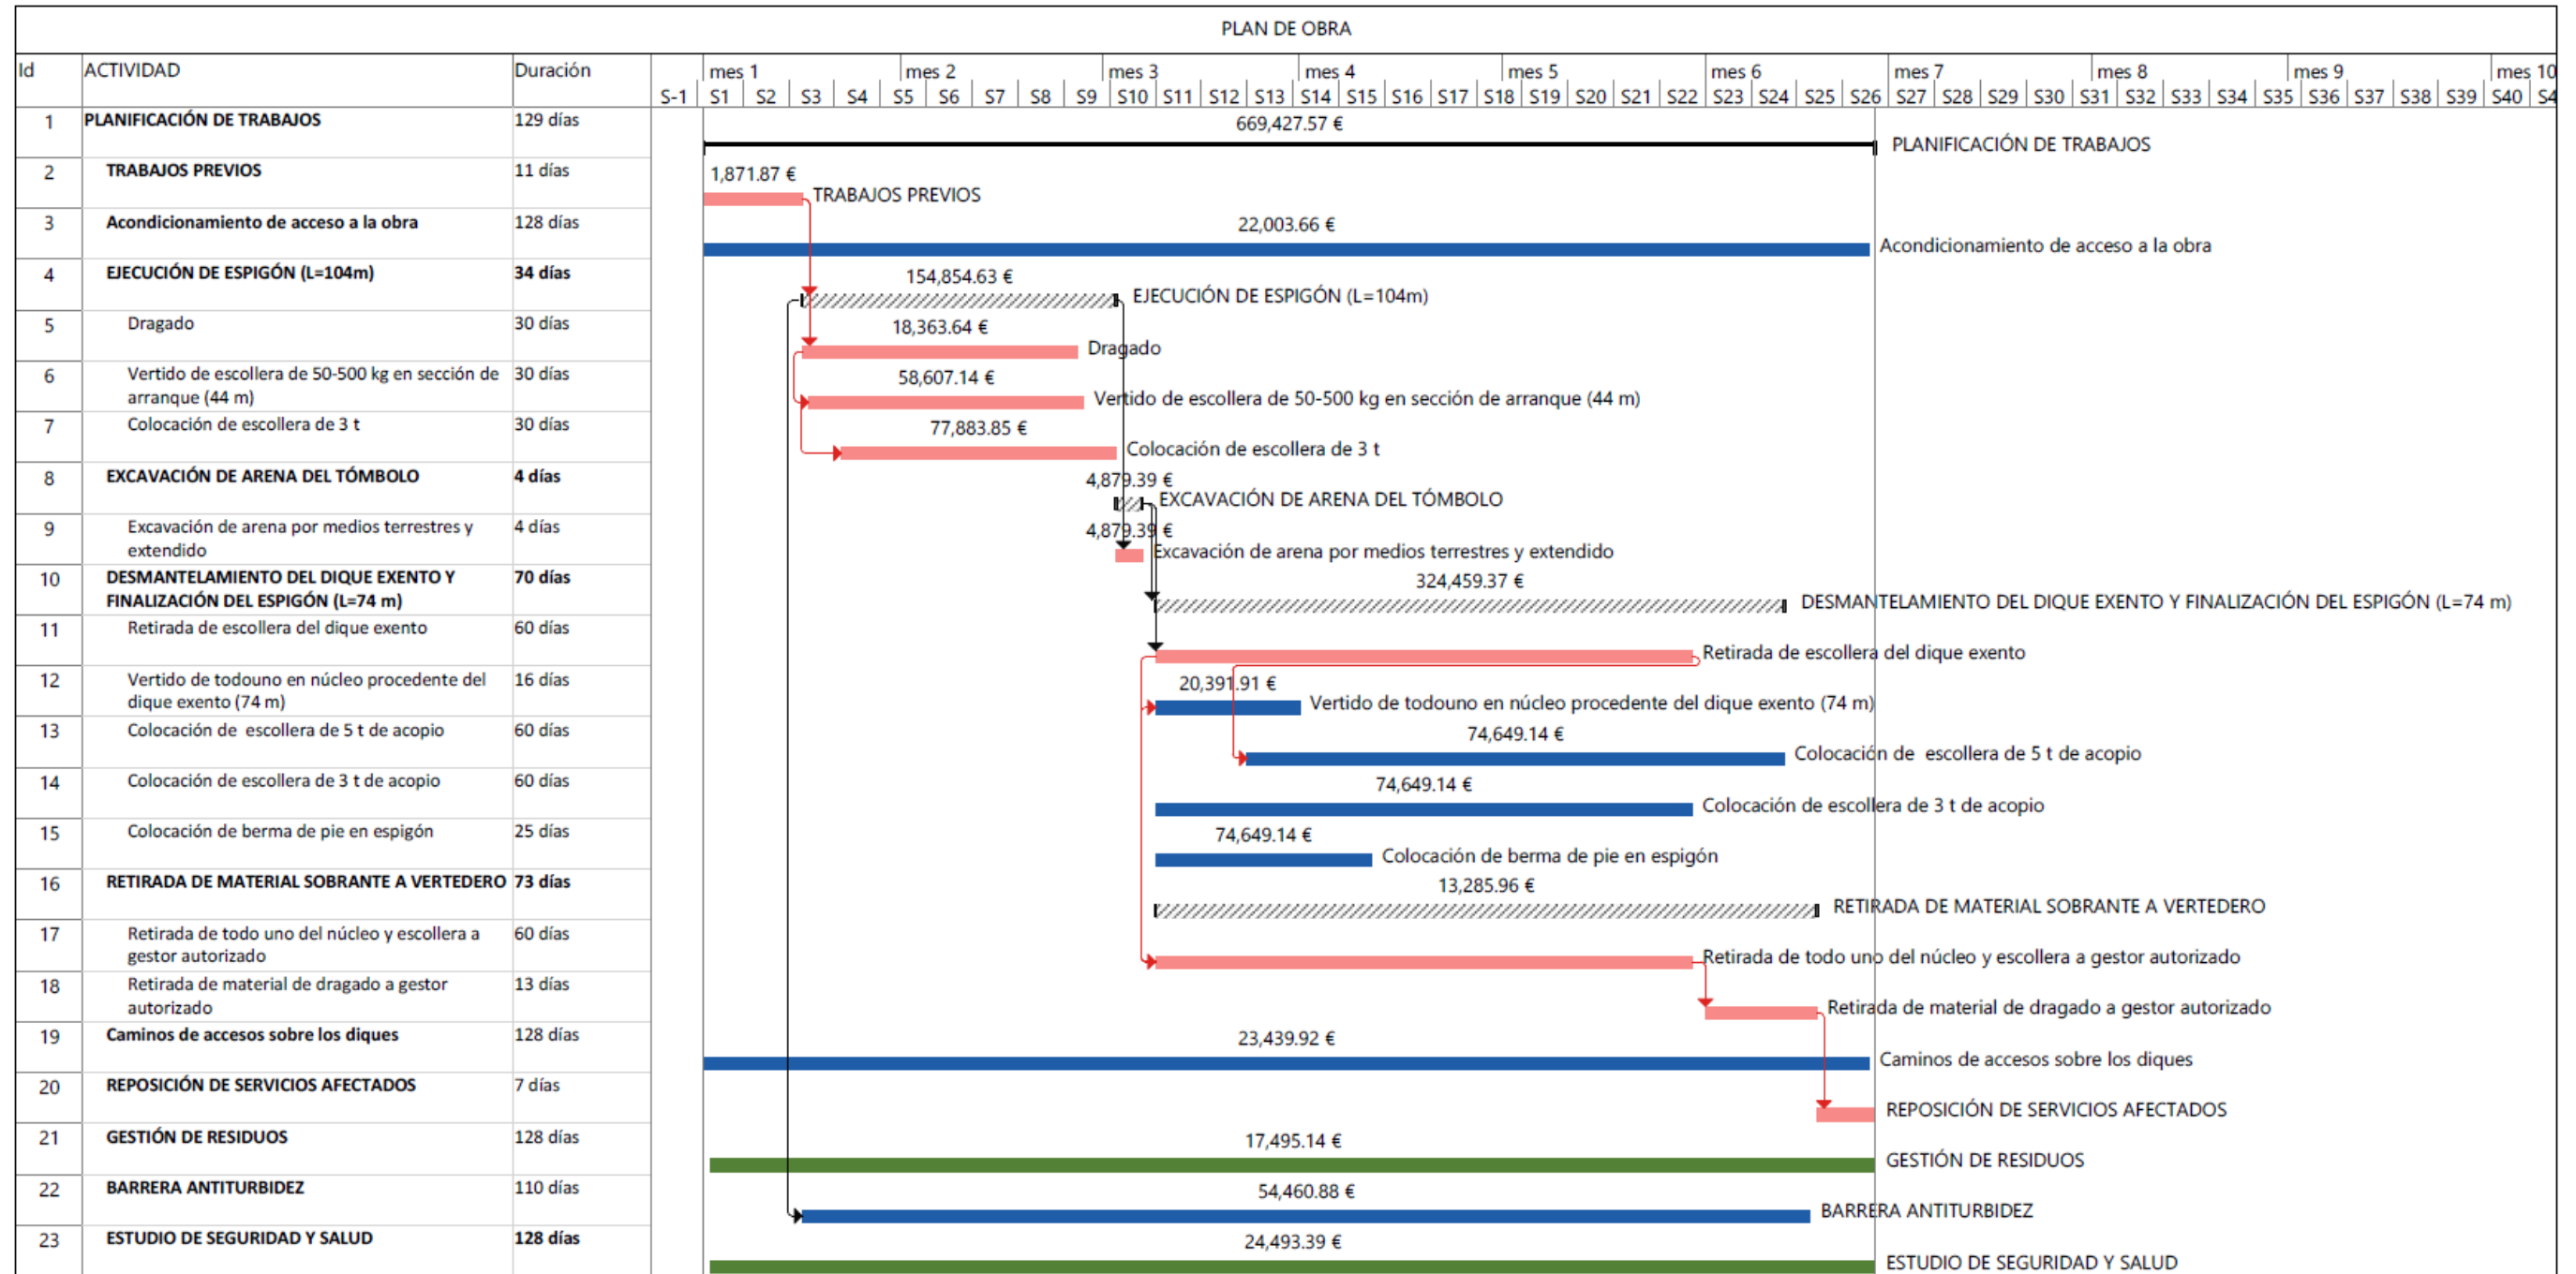 PLAN DE OBRA
Id ACTIVIDAD Duración mes 1 mes 2 mes 3 mes 4 mes 5 mes 6 mes 7 mes 8 mes 9 mes 10
S-1 S1 S2 S3 S4 S5 S6 S7 S8 S9 S10 S11 S12 S13 S14 S15 S16 S17 S18 S19 S20 S21 S22 S23 S24 S25 S26 S27 S28 S29 S30 S31 S32 S33 S34 S35 S36 S37 S38 S39 S40 S4
1 PLANIFICACIÓN DE TRABAJOS 129 días 669,427.57 €
PLANIFICACIÓN DE TRABAJOS
2 TRABAJOS PREVIOS 11 días 1,871.87 €
TRABAJOS PREVIOS
3 Acondicionamiento de acceso a la obra 128 días 22,003.66 €
Acondicionamiento de acceso a la obra
4 EJECUCIÓN DE ESPIGÓN (L=104m) 34 días 154,854.63 €
EJECUCIÓN DE ESPIGÓN (L=104m)
5 Dragado 30 días 18,363.64 €
Dragado
6 Vertido de escollera de 50-500 kg en sección de 30 días 58,607.14 €
arranque (44 m) Vertido de escollera de 50-500 kg en sección de arranque (44 m)
7 Colocación de escollera de 3 t 30 días 77,883.85 €
Colocación de escollera de 3 t
8 EXCAVACIÓN DE ARENA DEL TÓMBOLO 4 días 4,879.39 €
EXCAVACIÓN DE ARENA DEL TÓMBOLO
9 Excavación de arena por medios terrestres y 4 días 4,879.39 €
extendido Excavación de arena por medios terrestres y extendido
10 DESMANTELAMIENTO DEL DIQUE EXENTO Y 70 días 324,459.37 €
FINALIZACIÓN DEL ESPIGÓN (L=74 m) DESMANTELAMIENTO DEL DIQUE EXENTO Y FINALIZACIÓN DEL ESPIGÓN (L=74 m)
11 Retirada de escollera del dique exento 60 días
Retirada de escollera del dique exento
12 Vertido de todouno en núcleo procedente del 16 días 20,391.91 €
dique exento (74 m) Vertido de todouno en núcleo procedente del dique exento (74 m)
13 Colocación de escollera de 5 t de acopio 60 días 74,649.14 €
Colocación de escollera de 5 t de acopio
14 Colocación de escollera de 3 t de acopio 60 días 74,649.14 €
Colocación de escollera de 3 t de acopio
15 Colocación de berma de pie en espigón 25 días 74,649.14 €
Colocación de berma de pie en espigón
16 RETIRADA DE MATERIAL SOBRANTE A VERTEDERO 73 días 13,285.96 €
RETIRADA DE MATERIAL SOBRANTE A VERTEDERO
17 Retirada de todo uno del núcleo y escollera a 60 días
gestor autorizado Retirada de todo uno del núcleo y escollera a gestor autorizado
18 Retirada de material de dragado a gestor 13 días
autorizado Retirada de material de dragado a gestor autorizado
19 Caminos de accesos sobre los diques 128 días 23,439.92 €
Caminos de accesos sobre los diques
20 REPOSICIÓN DE SERVICIOS AFECTADOS 7 días
REPOSICIÓN DE SERVICIOS AFECTADOS
21 GESTIÓN DE RESIDUOS 128 días 17,495.14 €
GESTIÓN DE RESIDUOS
22 BARRERA ANTITURBIDEZ 110 días 54,460.88 €
BARRERA ANTITURBIDEZ
23 ESTUDIO DE SEGURIDAD Y SALUD 128 días 24,493.39 €
ESTUDIO DE SEGURIDAD Y SALUD